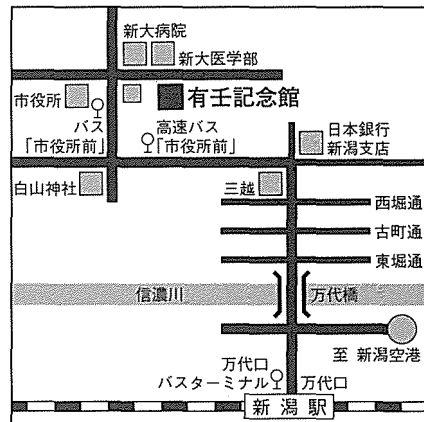 新大病院
新大医学部
市役所
有壬記念館
バス
「市役所前」
高速バス
「市役所前」
日本銀行
新潟支店
白山神社
三越
西堀通
古町通
東堀通
信濃川
万代橋
至 新潟空港
万代口
バスターミナル
万代口
新潟駅